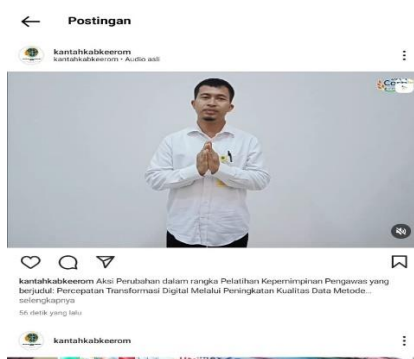 Postingan
kantahkabkeerom
kantahkabkeerom • Audio asli
kantahkabkeerom Aksi Perubahan dalam rangka Pelatihan Kepemimpinan Pengawas yang
berjudul: Percepatan Transformasi Digital Melalui Peningkatan Kualitas Data Metode...
selengkapnya
56 detik yang lalu
kantahkabkeerom